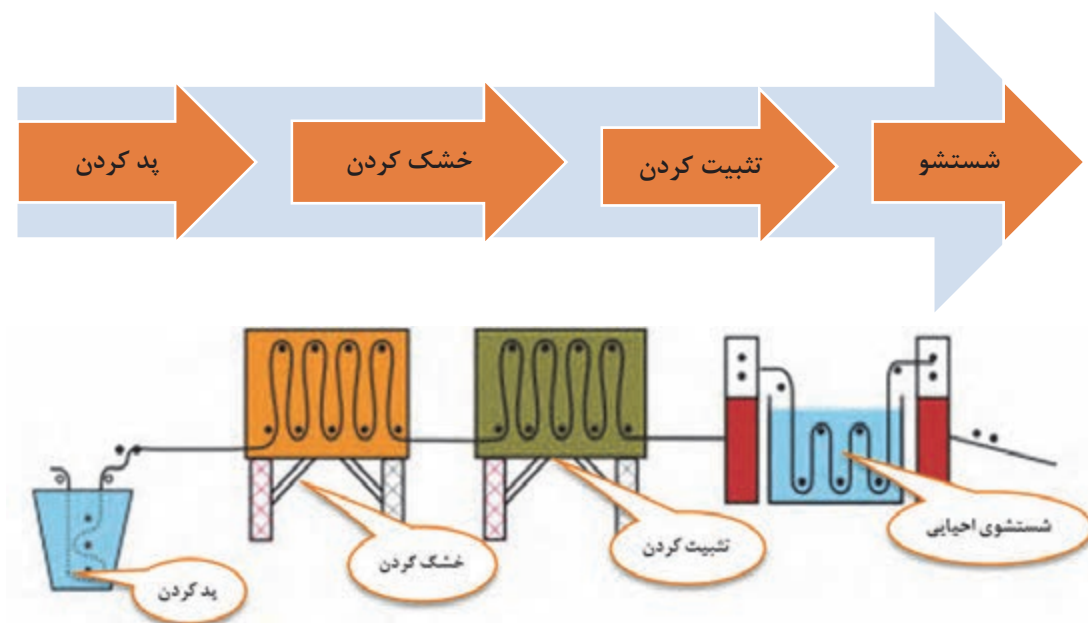 پد کردن
خشک کردن
تثبیت کردن
شستشو
پد کردن
خشک کردن
تثبیت کردن
شستشوی احیایی